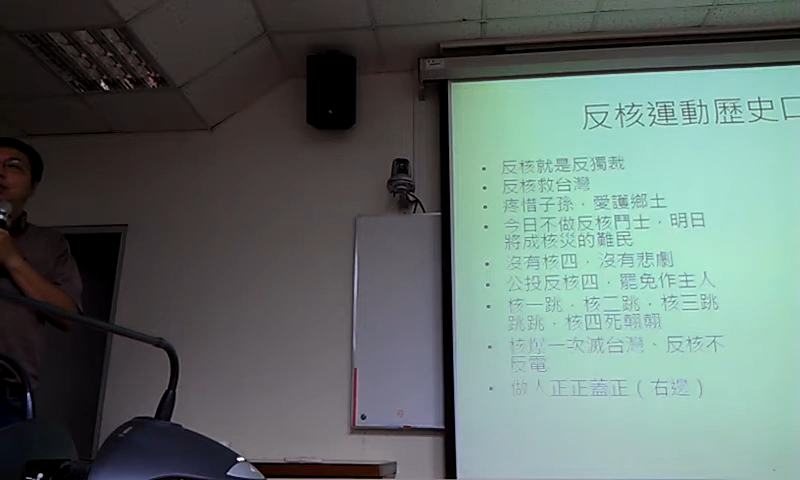 反核運動歷史口
• 反核就是反獨裁
• 反核救台灣
• 疼惜子孫，愛護鄉土
• 今日不做反核鬥士，明日
將成核災的難民
• 沒有核四，沒有悲劇
• 公投反核四，罷免作主人
• 核一跳，核二跳，核三跳
跳跳，核四死翹翹
• 核爆一次滅台灣、反核不
反電
• 做人正正蓋正（右邊）